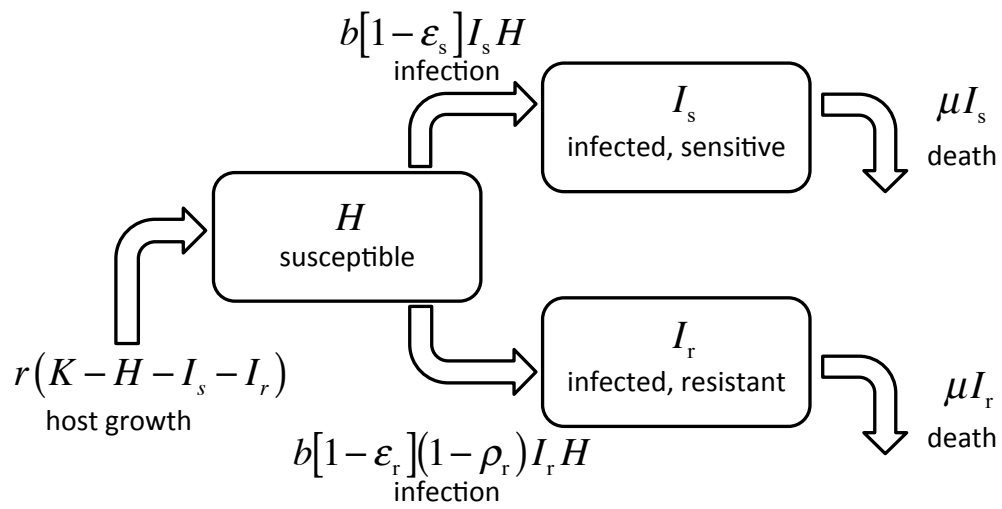 b[1-ε_s]I_s H
infection
I_s
infected, sensitive
μI_s
death
H
susceptible
r(K-H-I_s-I_r)
host growth
I_r
infected, resistant
μI_r
death
b[1-ε_r](1-ρ_r)I_r H
infection